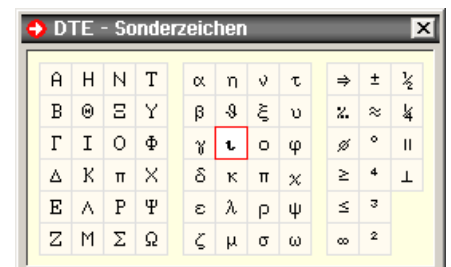 DTE - Sonderzeichen
Α Η Ν Τ α η ν τ ⇒ ± ½
Β Θ Ξ Υ β ϑ ξ υ ⁒ ≈ ¼
Γ Ι Ο Φ γ ι ο φ ∅ ° ॥
Δ Κ π Χ δ κ π χ ≥ ⁴ ⊥
Ε Λ Ρ Ψ ε λ ρ ψ ≤ ³
Ζ Μ Σ Ω ζ μ σ ω ∞ ²